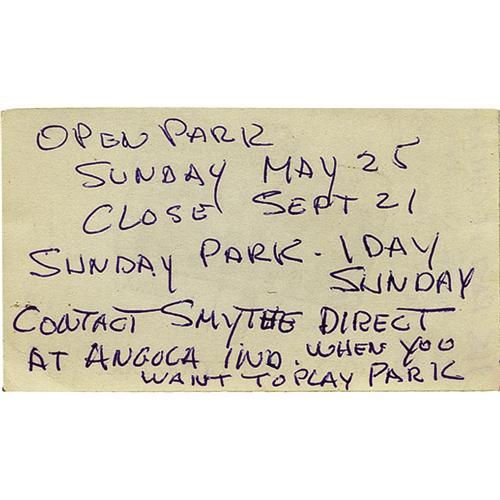 OPEN PARK
SUNDAY MAY 25
CLOSE SEPT 21
SUNDAY PARK - 1 DAY
SUNDAY
CONTACT SMYTHE DIRECT
AT ANGOLA IND. WHEN YOU
WANT TO PLAY PARK